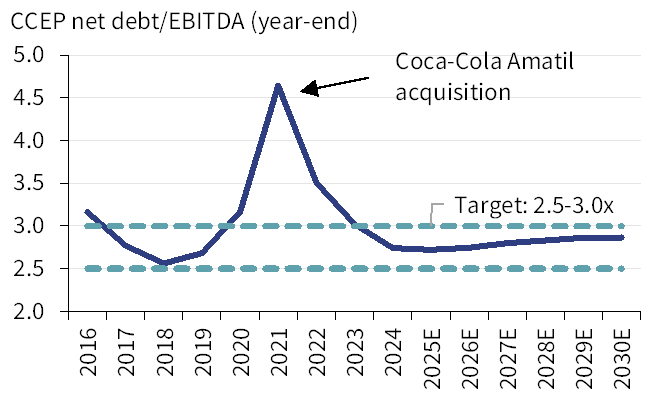 CCEP net debt/EBITDA (year-end)
5.0
4.5
4.0
3.5
3.0
2.5
2.0
Coca-Cola Amatil
acquisition
Target: 2.5-3.0x
2016
2017
2018
2019
2020
2021
2022
2023
2024
2025E
2026E
2027E
2028E
2029E
2030E